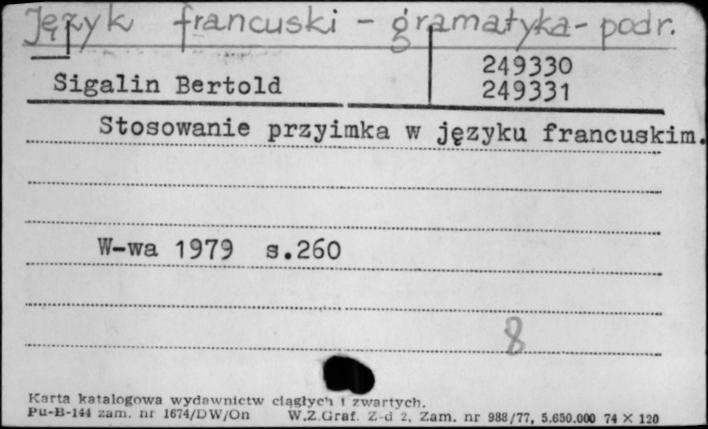 Język francuski - gramatyka - podr.
249330
Sigalin Bertold
249331
Stosowanie przyimka w języku francuskim.
W-wa 1979 s.260
8
Karta katalogowa wydawnictw ciągłych i zwartych.
Pu-B-144 zam. nr 1674/DW/On W.Z.Graf. Z-d 2, Zam. nr 988/77, 5.650.000 74 × 120